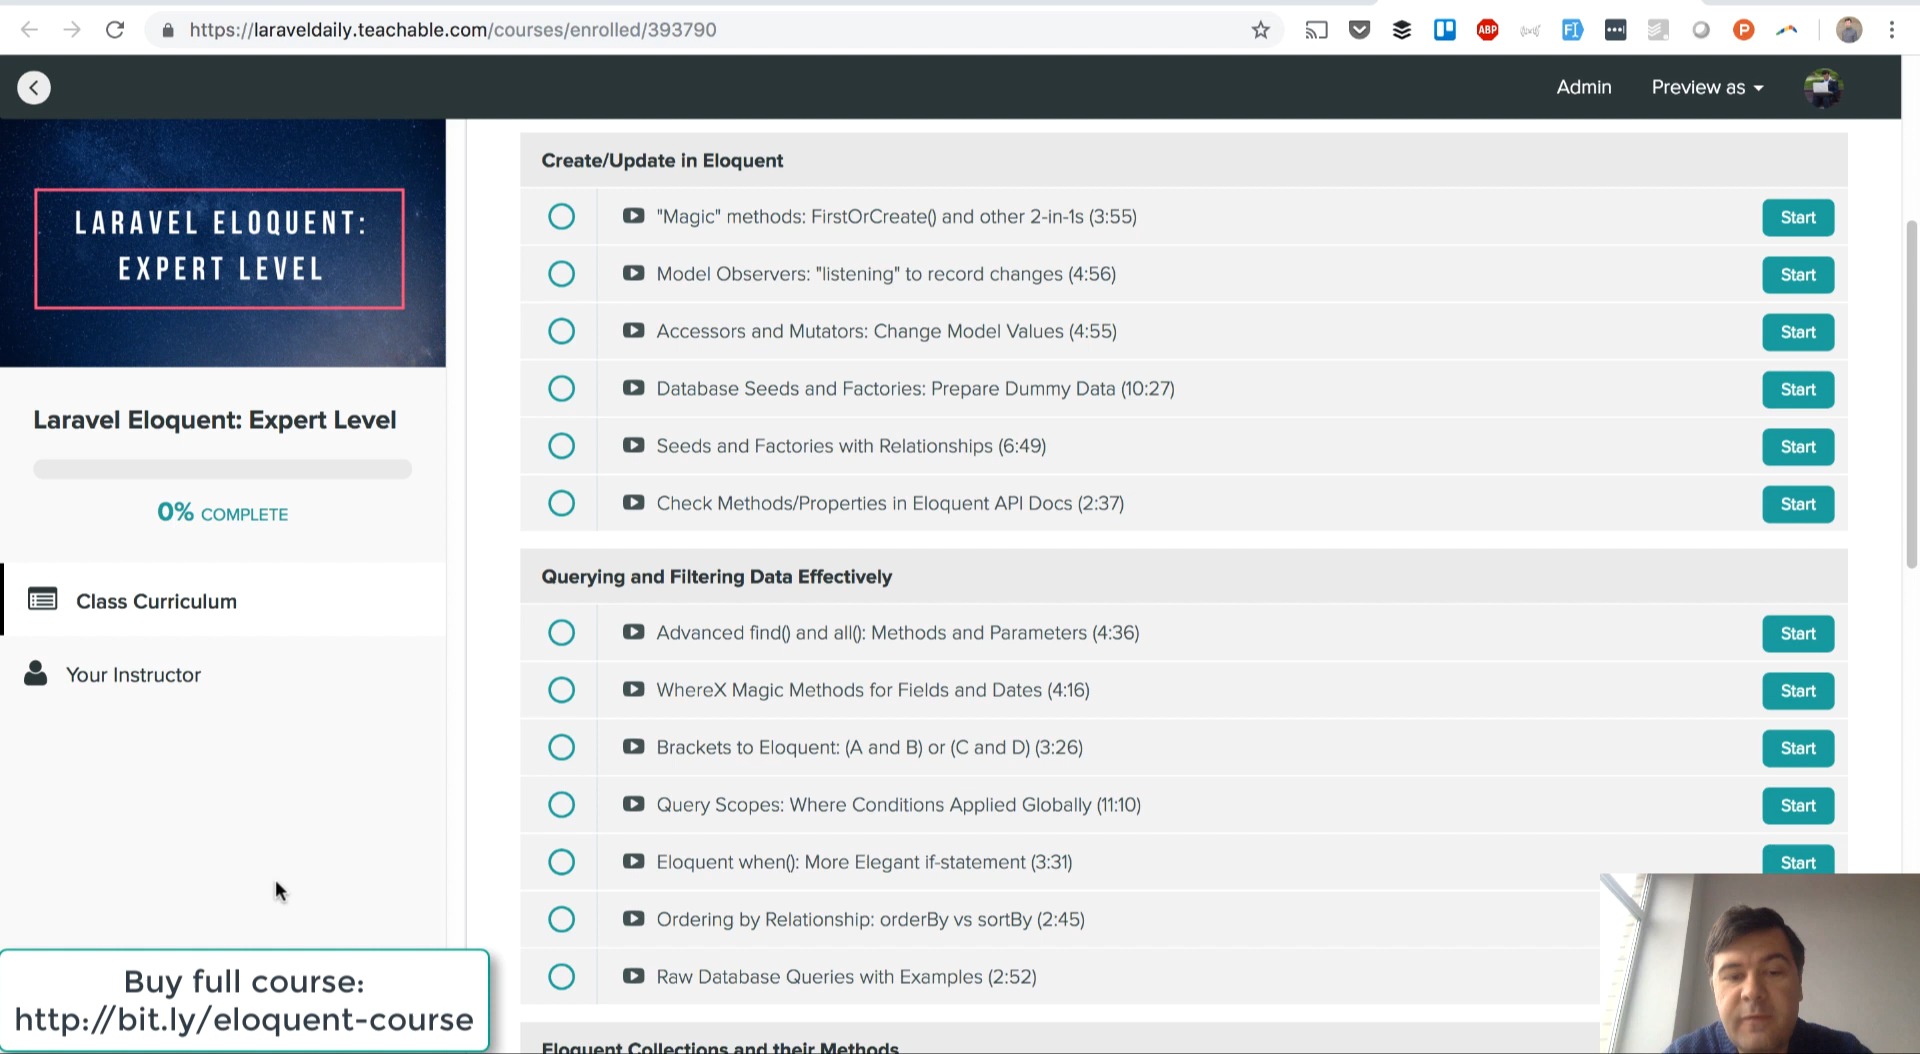 https://laraveldaily.teachable.com/courses/enrolled/393790
ABP
P
Admin
Preview as
LARAVEL ELOQUENT:
EXPERT LEVEL
Laravel Eloquent: Expert Level
0% COMPLETE
Class Curriculum
Your Instructor
Create/Update in Eloquent
"Magic" methods: FirstOrCreate() and other 2-in-1s (3:55)
Start
Model Observers: "listening" to record changes (4:56)
Start
Accessors and Mutators: Change Model Values (4:55)
Start
Database Seeds and Factories: Prepare Dummy Data (10:27)
Start
Seeds and Factories with Relationships (6:49)
Start
Check Methods/Properties in Eloquent API Docs (2:37)
Start
Querying and Filtering Data Effectively
Advanced find() and all(): Methods and Parameters (4:36)
Start
WhereX Magic Methods for Fields and Dates (4:16)
Start
Brackets to Eloquent: (A and B) or (C and D) (3:26)
Start
Query Scopes: Where Conditions Applied Globally (11:10)
Start
Eloquent when(): More Elegant if-statement (3:31)
Start
Ordering by Relationship: orderBy vs sortBy (2:45)
Raw Database Queries with Examples (2:52)
Eloquent Collections and their Methods
Buy full course:
http://bit.ly/eloquent-course